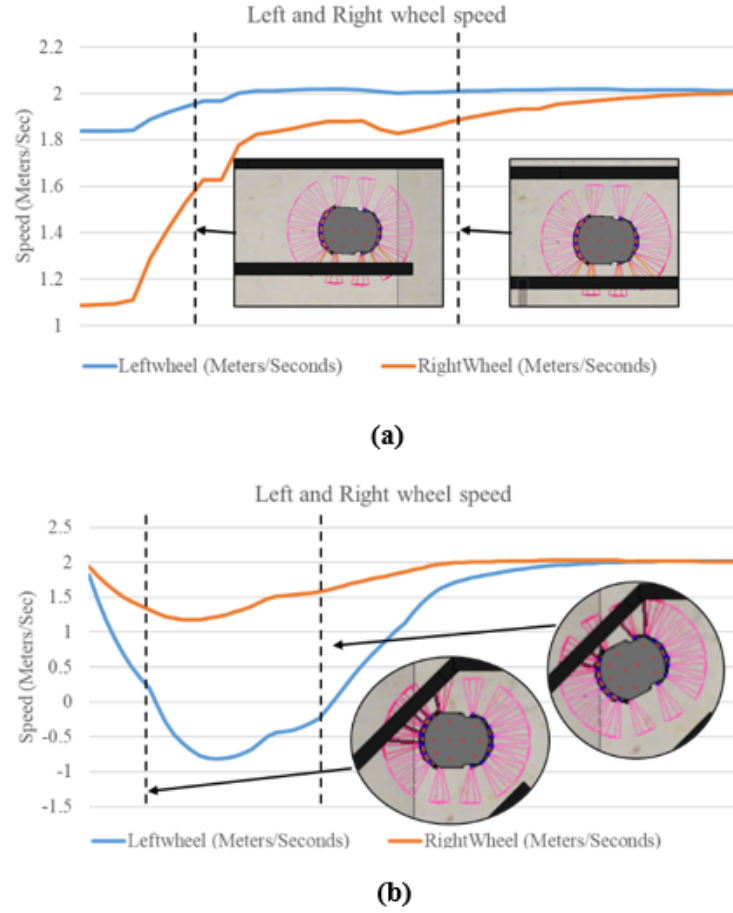 Left and Right wheel speed
Speed (Meters/Sec)
2.2
2
1.8
1.6
1.4
1.2
1
Leftwheel (Meters/Seconds) RightWheel (Meters/Seconds)
(a)
Left and Right wheel speed
Speed (Meters/Sec)
2.5
2
1.5
1
0.5
0
-0.5
-1
-1.5
Leftwheel (Meters/Seconds) RightWheel (Meters/Seconds)
(b)